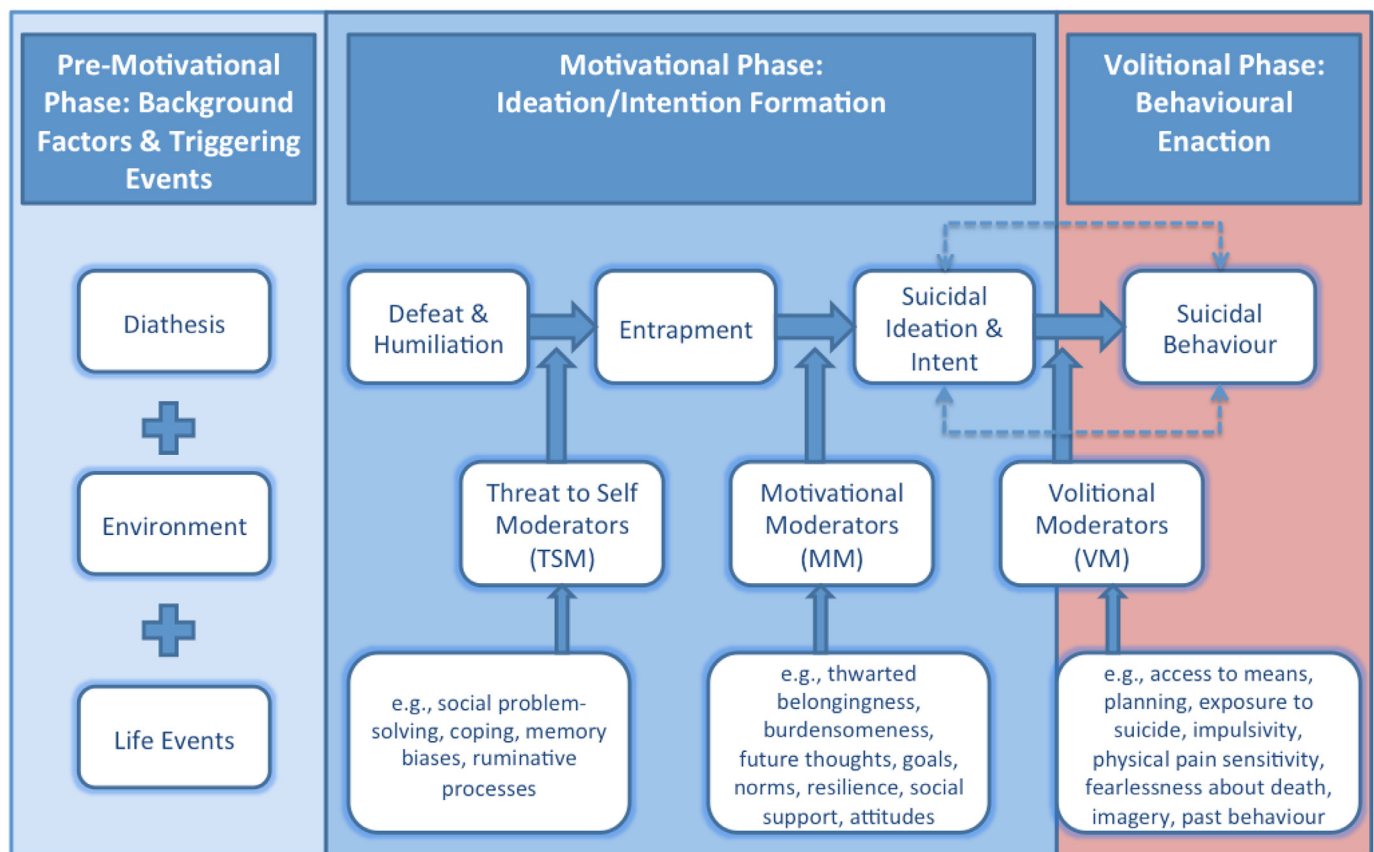 Pre-Motivational
Phase: Background
Factors & Triggering
Events
Motivational Phase:
Ideation/Intention Formation
Volitional Phase:
Behavioural
Enaction
Diathesis
Environment
Life Events
Defeat &
Humiliation
Entrapment
Suicidal
Ideation &
Intent
Suicidal
Behaviour
Threat to Self
Moderators
(TSM)
Motivational
Moderators
(MM)
Volitional
Moderators
(VM)
e.g., social problem-
solving, coping, memory
biases, ruminative
processes
e.g., thwarted
belongingness,
burdensomeness,
future thoughts, goals,
norms, resilience, social
support, attitudes
e.g., access to means,
planning, exposure to
suicide, impulsivity,
physical pain sensitivity,
fearlessness about death,
imagery, past behaviour